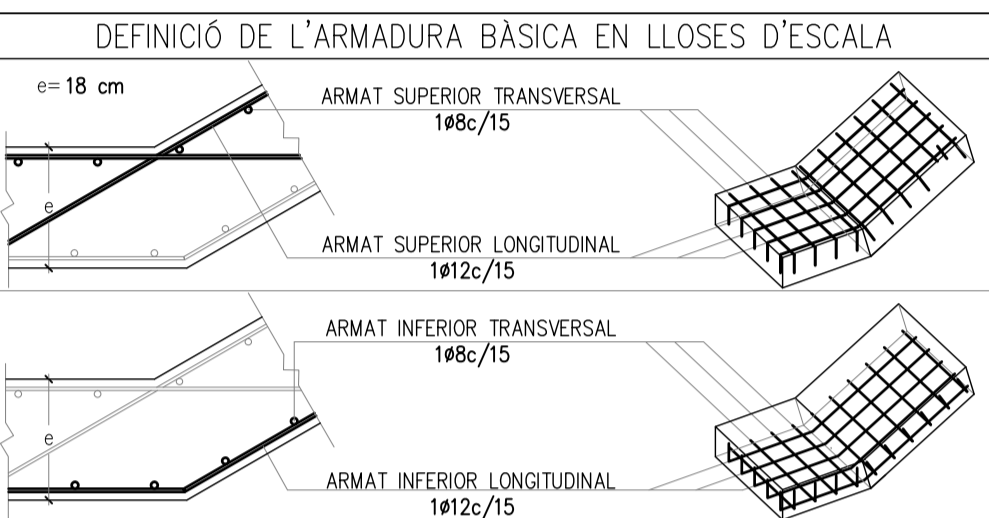 DEFINICIÓ DE L'ARMADURA BÀSICA EN LLOSES D'ESCALA
e= 18 cm
ARMAT SUPERIOR TRANSVERSAL
1ø8c/15
e
ARMAT SUPERIOR LONGITUDINAL
1ø12c/15
ARMAT INFERIOR TRANSVERSAL
1ø8c/15
e
ARMAT INFERIOR LONGITUDINAL
1ø12c/15